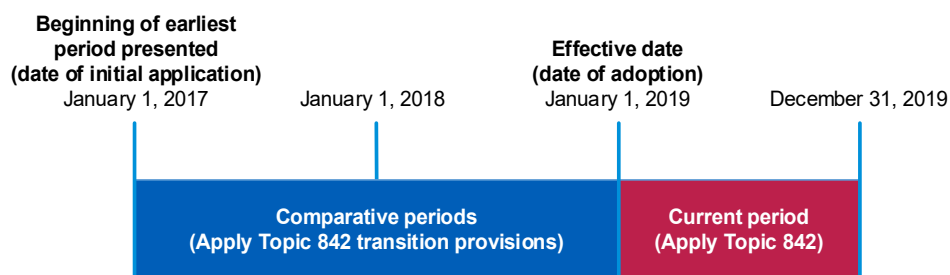 Beginning of earliest
period presented
(date of initial application)
January 1, 2017
January 1, 2018
Effective date
(date of adoption)
January 1, 2019
December 31, 2019
Comparative periods
(Apply Topic 842 transition provisions)
Current period
(Apply Topic 842)